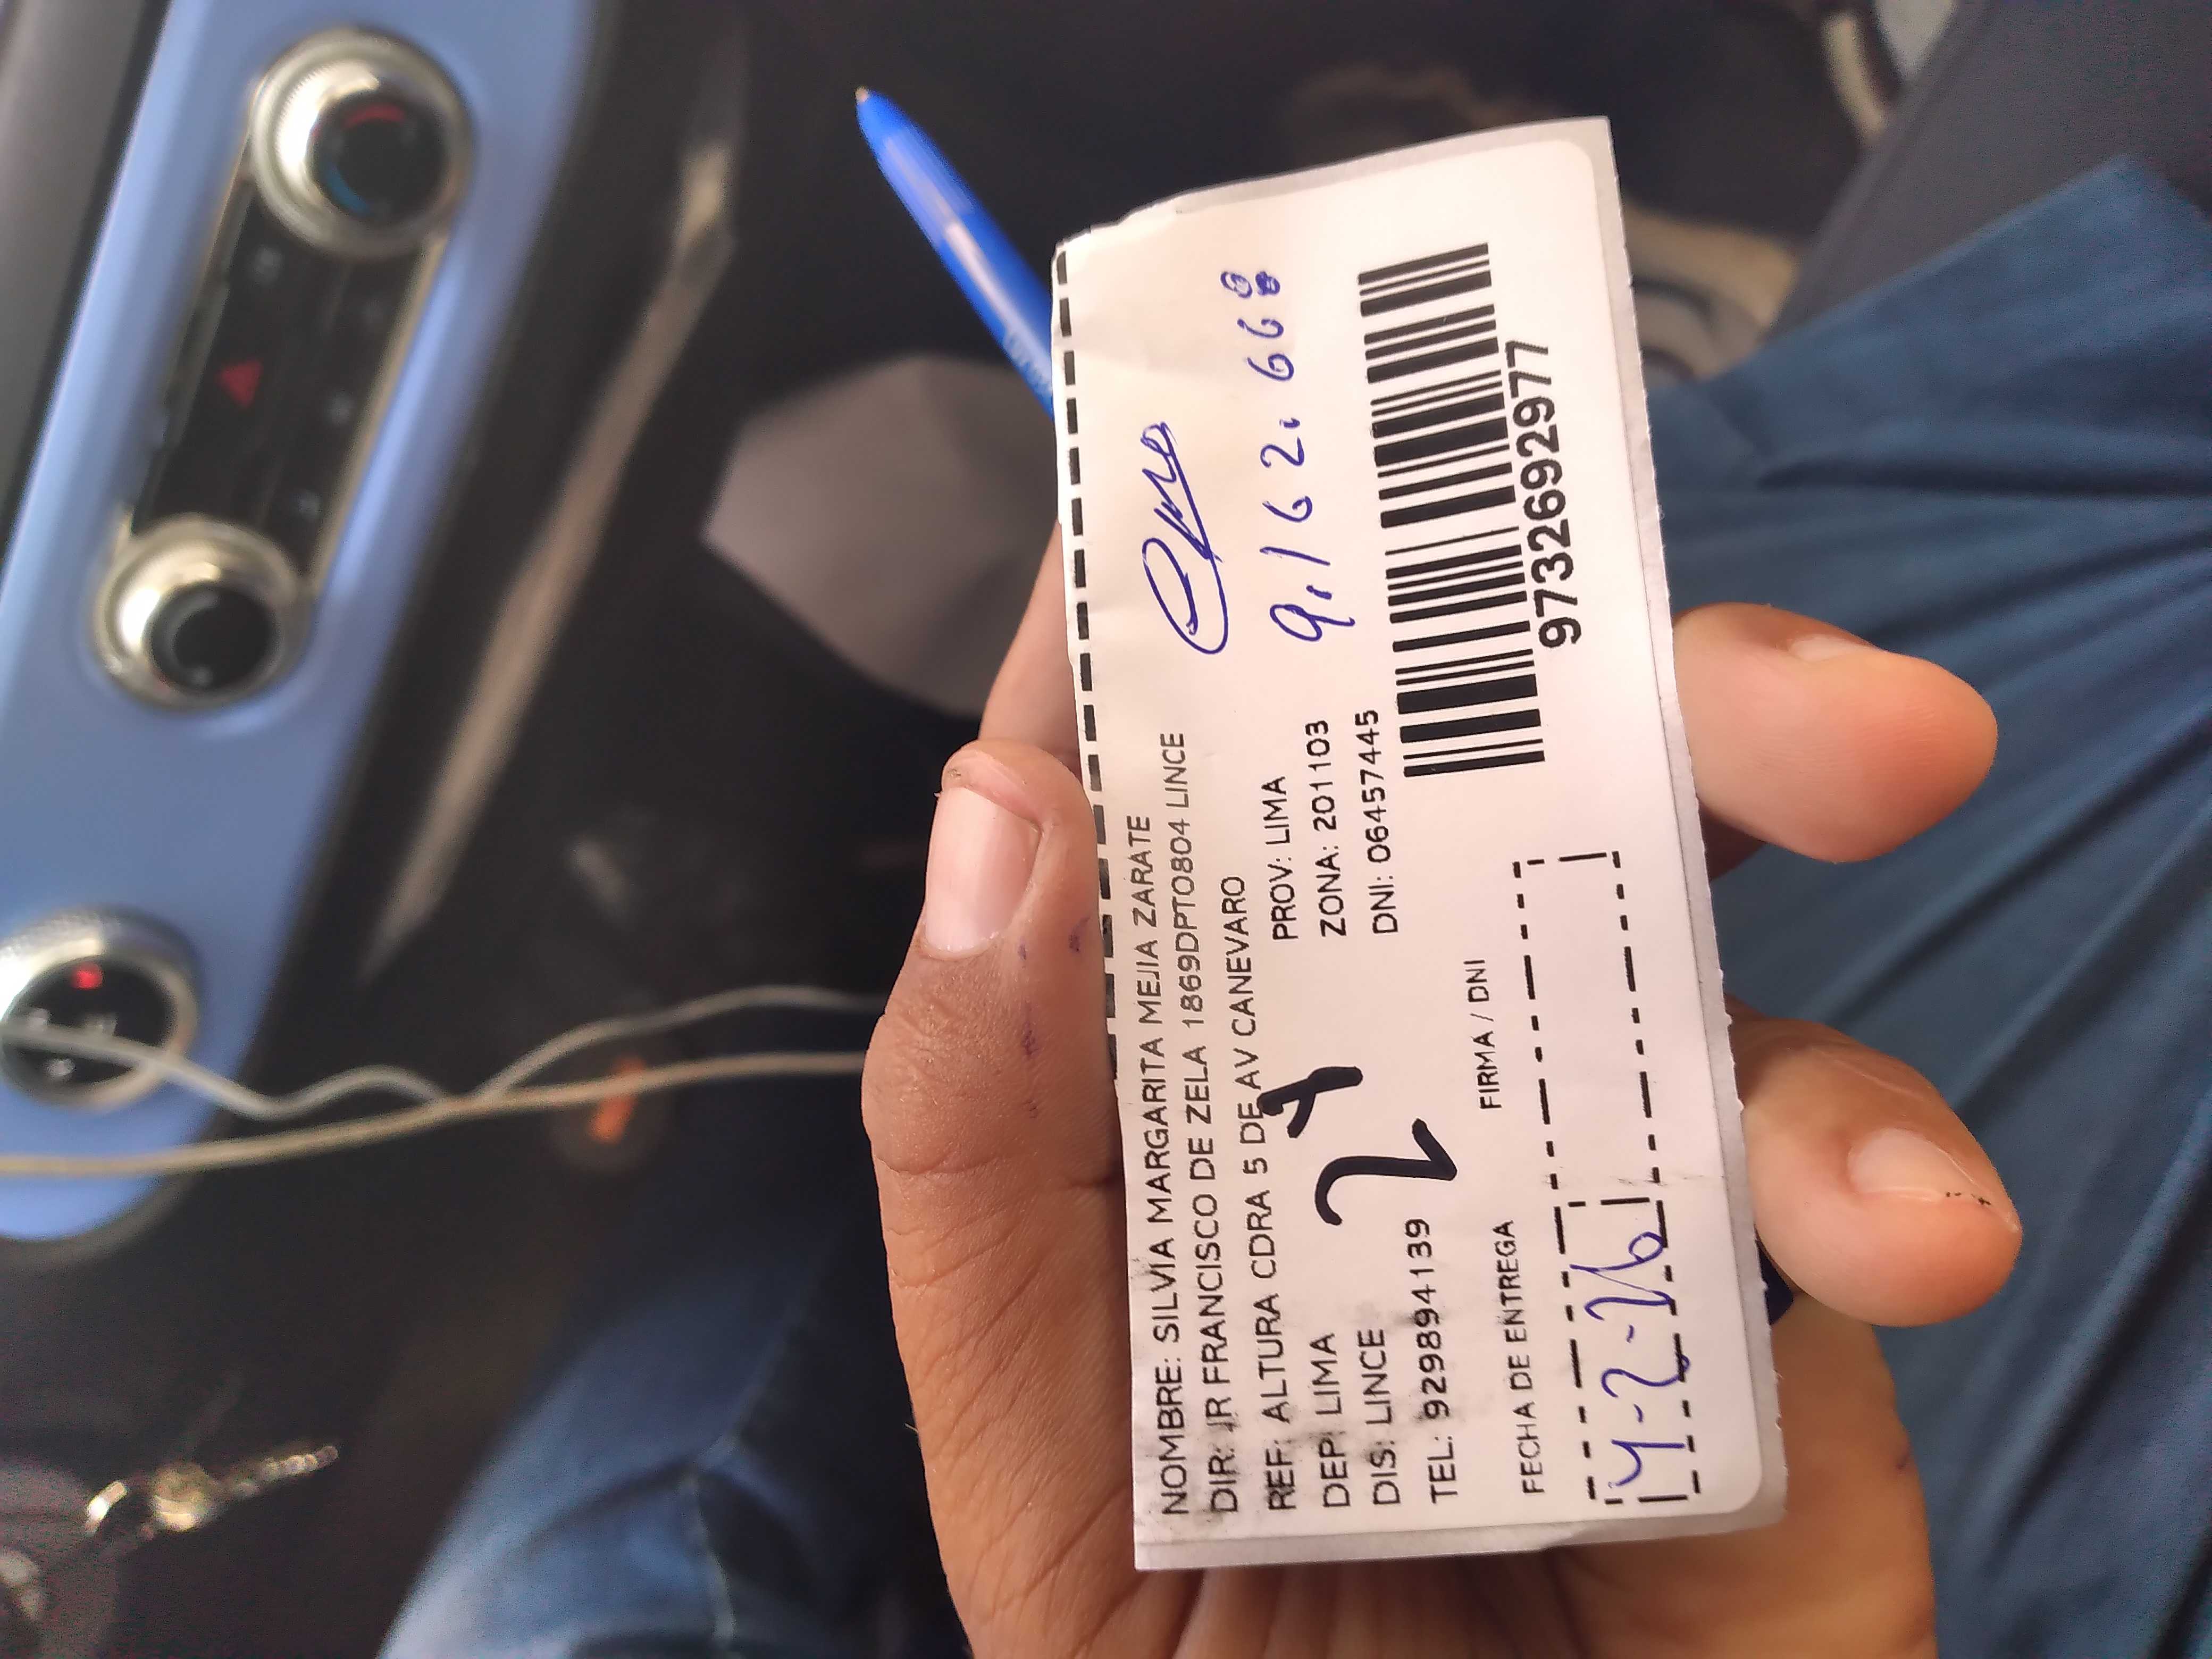 NOMBRE: SILVIA MARGARITA MEJIA ZARATE
DIR: JR FRANCISCO DE ZELA 1869DPTO804 LINCE
REF: ALTURA CDRA 5 DE AV CANEVARO
DEP: LIMA PROV: LIMA
DIS: LINCE ZONA: 201103
TEL: 929894139 DNI: 06457445
9.162.668
9732692977
FECHA DE ENTREGA FIRMA / DNI
4-2-26